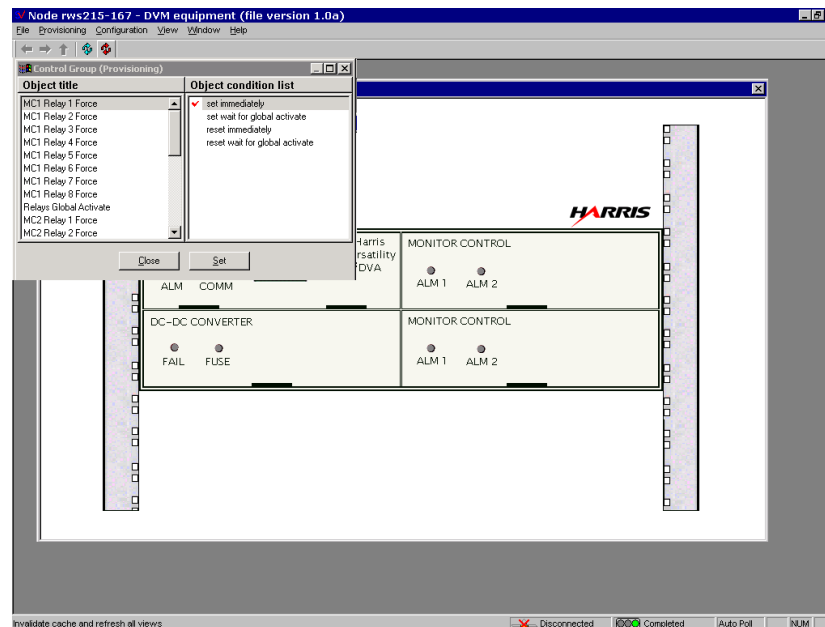 Node rws215-167 - DVM equipment (file version 1.0a)
File Provisioning Configuration View Window Help
Control Group (Provisioning)
Object title Object condition list
MC1 Relay 1 Force
MC1 Relay 2 Force
MC1 Relay 3 Force
MC1 Relay 4 Force
MC1 Relay 5 Force
MC1 Relay 6 Force
MC1 Relay 7 Force
MC1 Relay 8 Force
Relays Global Activate
MC2 Relay 1 Force
MC2 Relay 2 Force
set immediately
set wait for global activate
reset immediately
reset wait for global activate
Close Set
HARRIS
Harris
rsatility
DVA
ALM COMM
MONITOR CONTROL
ALM 1 ALM 2
DC-DC CONVERTER
FAIL FUSE
MONITOR CONTROL
ALM 1 ALM 2
Invalidate cache and refresh all views Disconnected Completed Auto Poll NUM